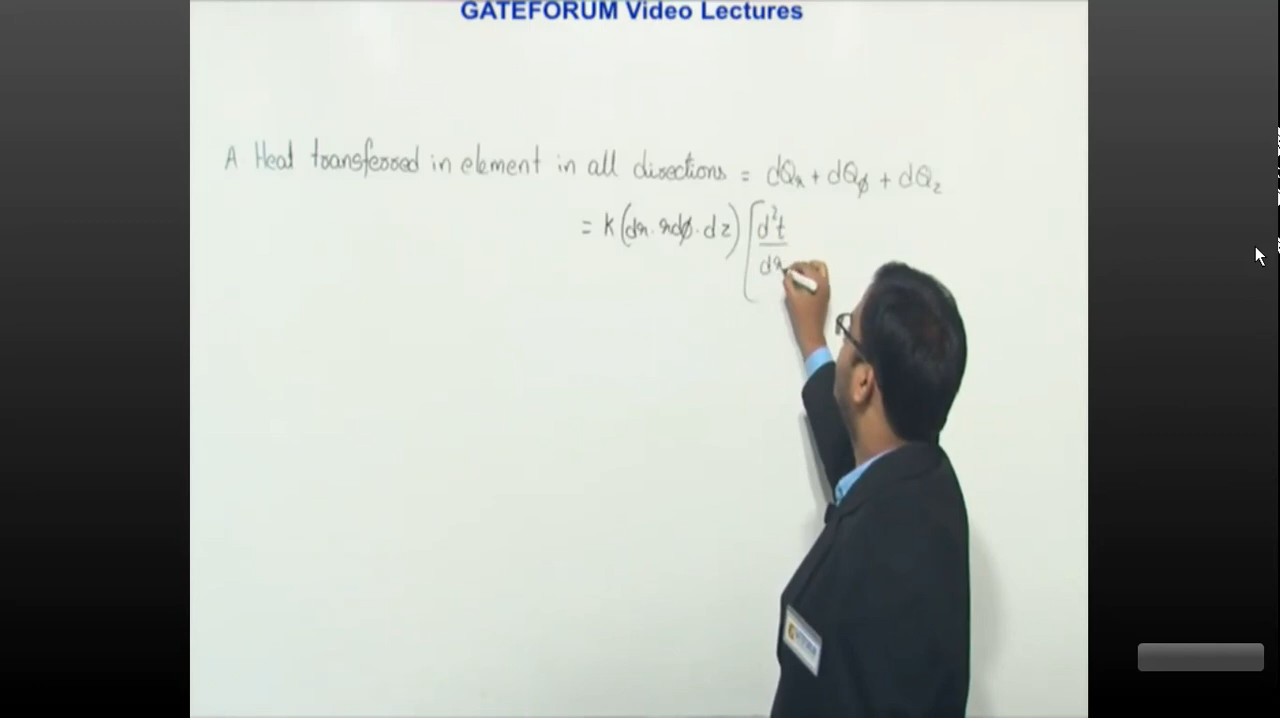 GATEFORUM Video Lectures
A Heat transferred in element in all directions = dQr + dQφ + dQz
= k(dr.rdφ.dz)[d²t/dr